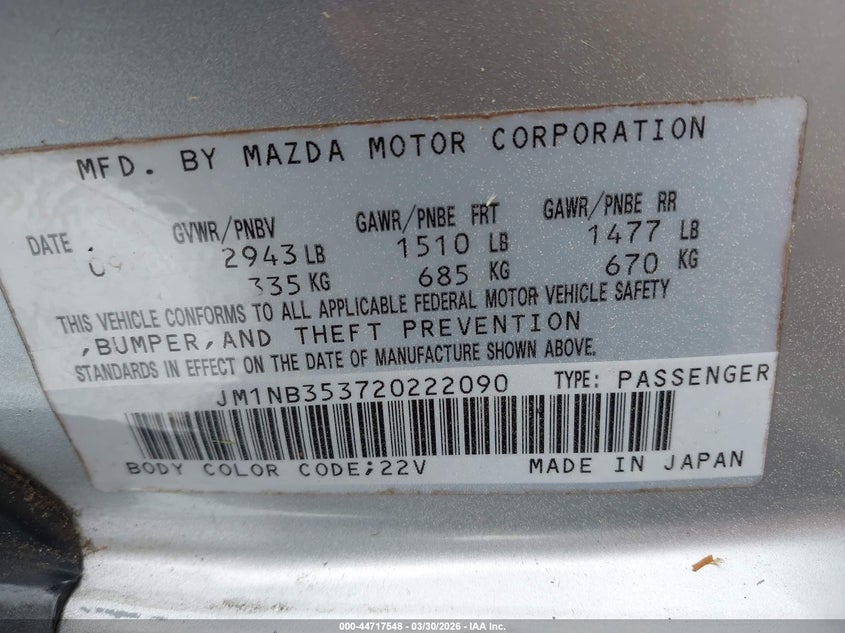 MFD. BY MAZDA MOTOR CORPORATION
DATE GVWR/PNBV GAWR/PNBE FRT GAWR/PNBE RR
2943 LB 1510 LB 1477 LB
335 KG 685 KG 670 KG
THIS VEHICLE CONFORMS TO ALL APPLICABLE FEDERAL MOTOR VEHICLE SAFETY
,BUMPER,AND THEFT PREVENTION
STANDARDS IN EFFECT ON THE DATE OF MANUFACTURE SHOWN ABOVE.
JM1NB353720222090 TYPE: PASSENGER
BODY COLOR CODE;22V MADE IN JAPAN
000-44717548 - 03/30/2026 - IAA Inc.